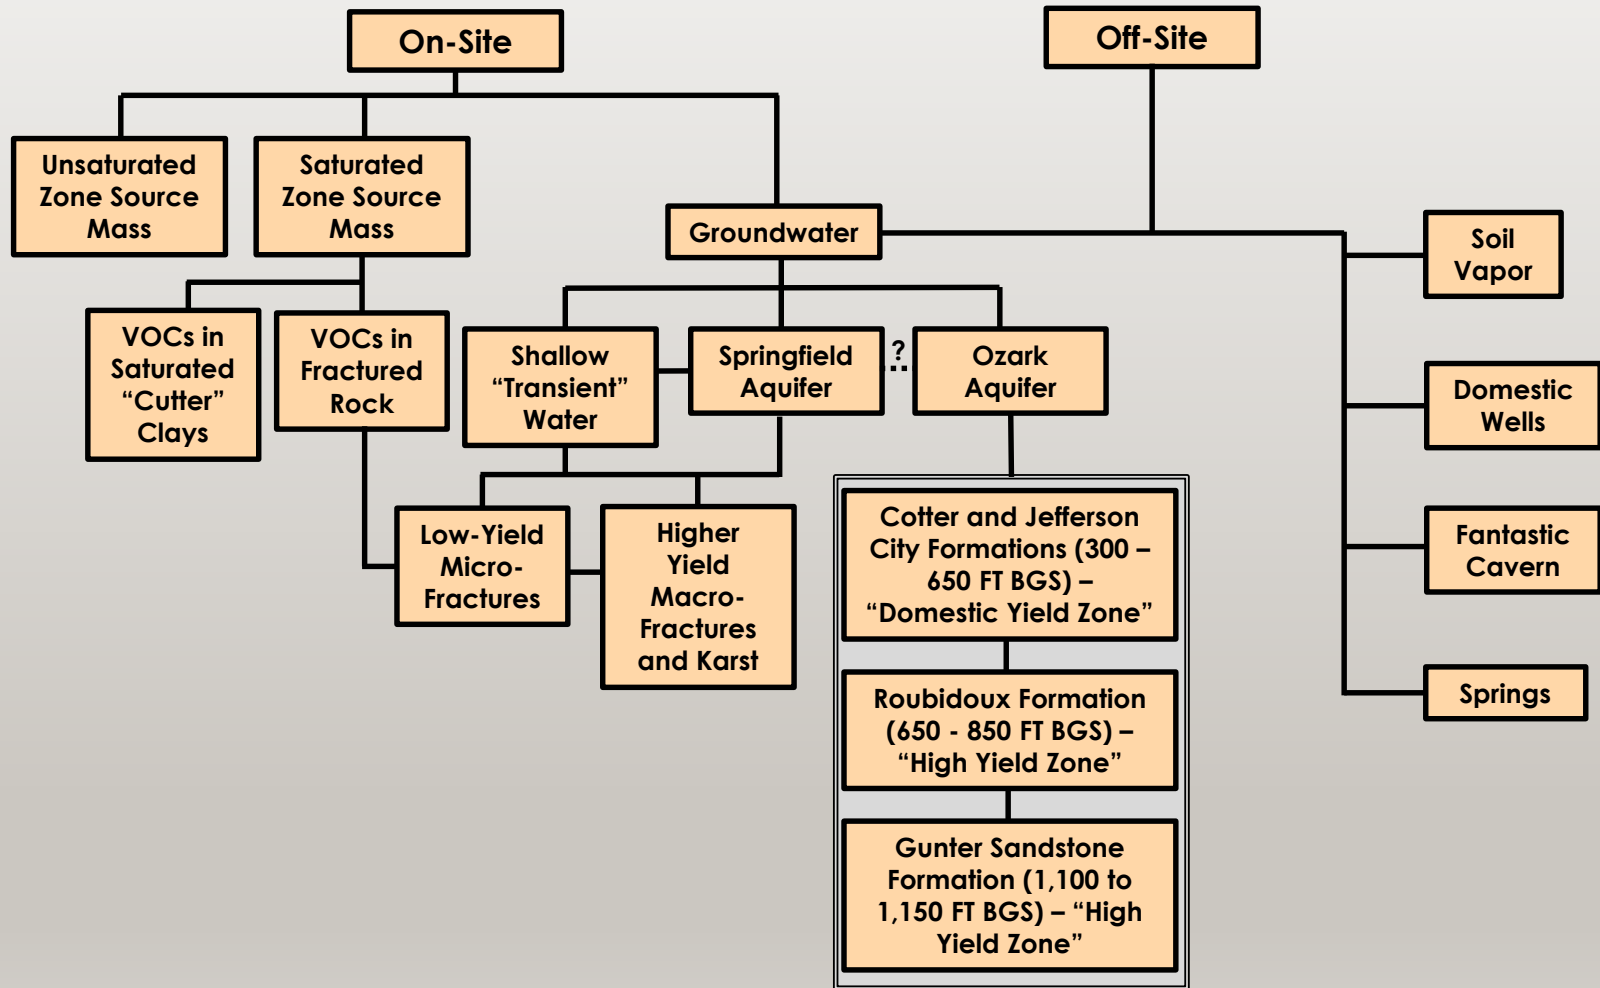 On-Site
Off-Site
Unsaturated
Zone Source
Mass
Saturated
Zone Source
Mass
Groundwater
Soil
Vapor
VOCs in
Saturated
“Cutter”
Clays
VOCs in
Fractured
Rock
Shallow
“Transient”
Water
Springfield
Aquifer
?
Ozark
Aquifer
Domestic
Wells
Low-Yield
Micro-
Fractures
Higher
Yield
Macro-
Fractures
and Karst
Cotter and Jefferson
City Formations (300 –
650 FT BGS) –
“Domestic Yield Zone”
Fantastic
Cavern
Roubidoux Formation
(650 - 850 FT BGS) –
“High Yield Zone”
Springs
Gunter Sandstone
Formation (1,100 to
1,150 FT BGS) – “High
Yield Zone”